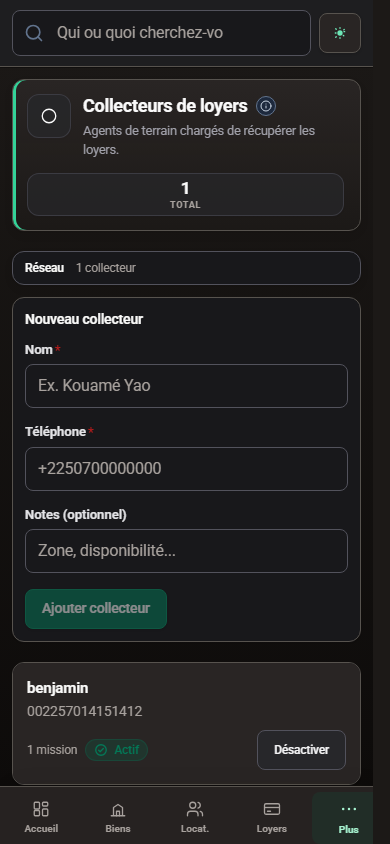 Qui ou quoi cherchez-vo
Collecteurs de loyers
Agents de terrain chargés de récupérer les
loyers.
1
TOTAL
Réseau 1 collecteur
Nouveau collecteur
Nom *
Ex. Kouamé Yao
Téléphone *
+2250700000000
Notes (optionnel)
Zone, disponibilité...
Ajouter collecteur
benjamin
002257014151412
1 mission Actif Désactiver
Accueil Biens Locat. Loyers Plus